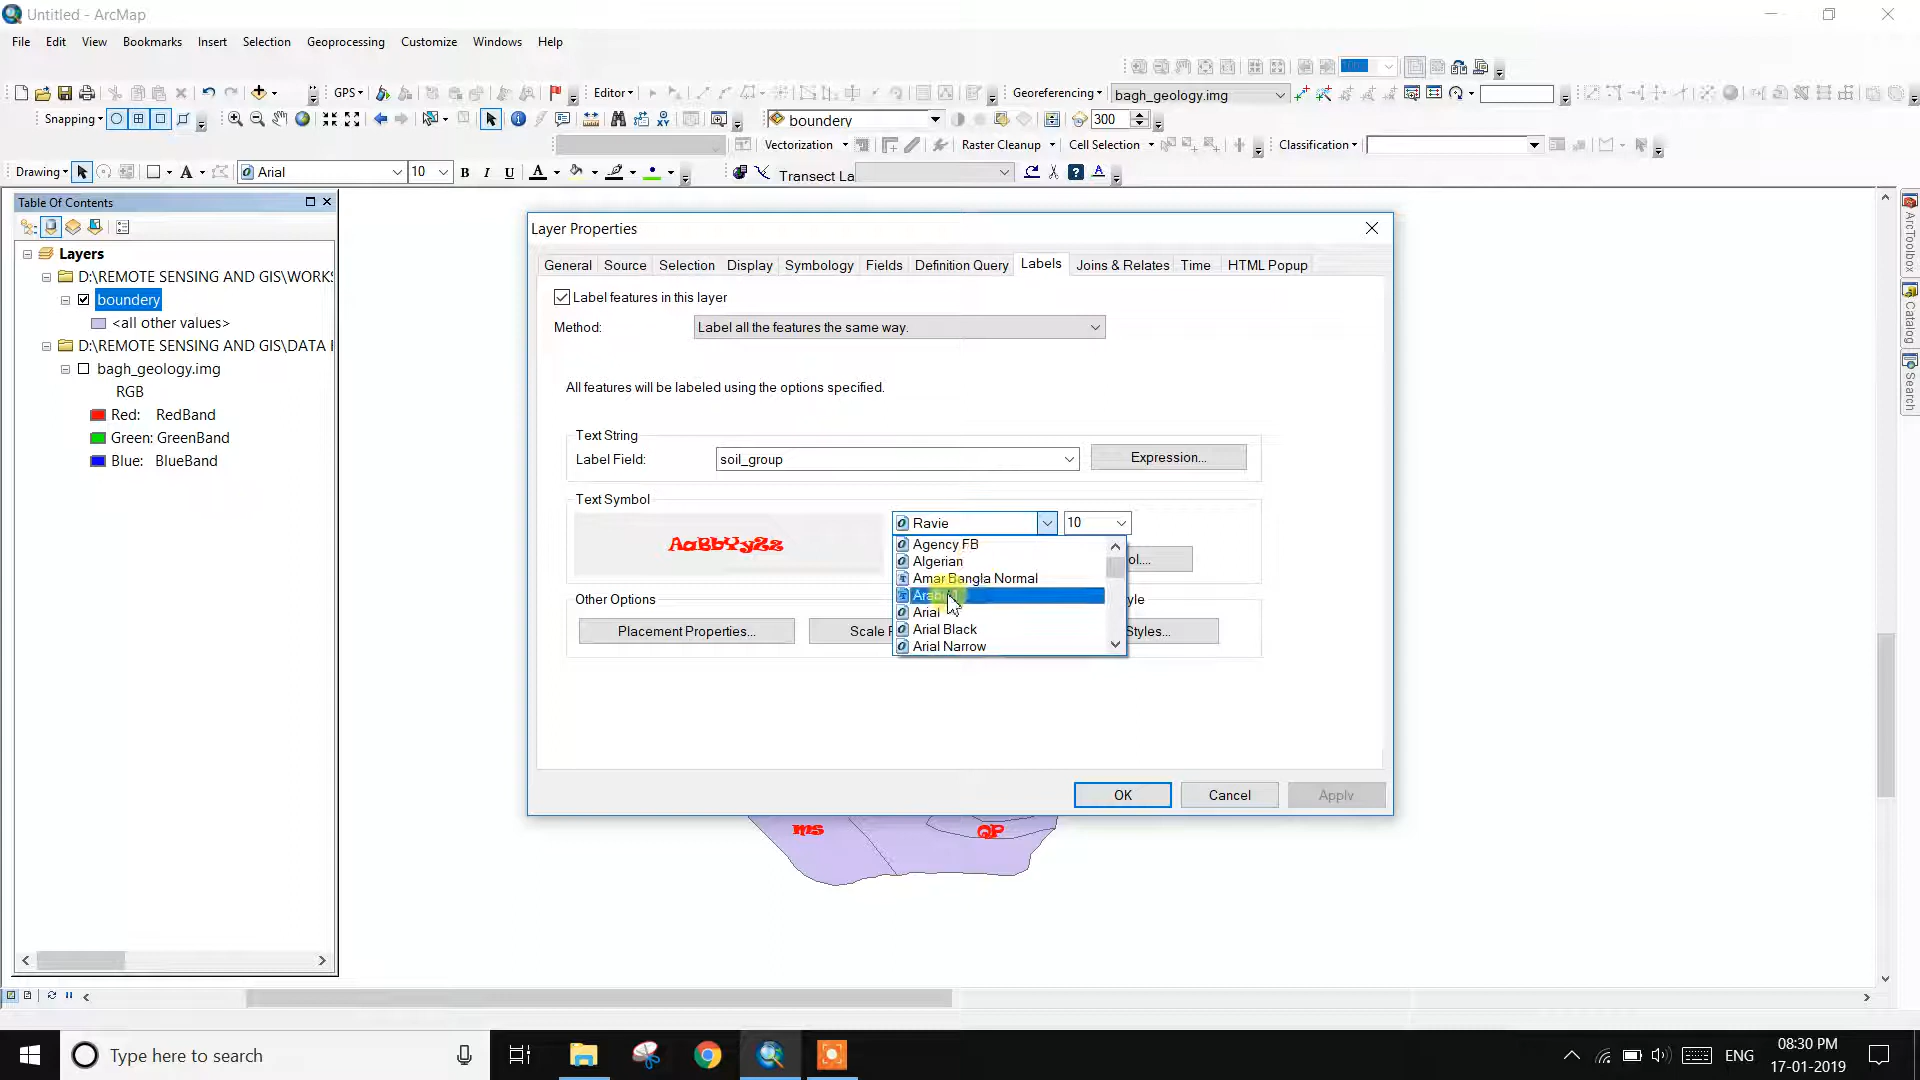 Untitled - ArcMap
File Edit View Bookmarks Insert Selection Geoprocessing Customize Windows Help
GPS Editor Georeferencing bagh_geology.img
Snapping boundery 300
Vectorization Raster Cleanup Cell Selection Classification
Drawing A Arial 10 B I U A Transect La
Table Of Contents
Layers
D:\REMOTE SENSING AND GIS\WORKS
boundery
<all other values>
D:\REMOTE SENSING AND GIS\DATA
bagh_geology.img
RGB
Red: RedBand
Green: GreenBand
Blue: BlueBand
Layer Properties
General Source Selection Display Symbology Fields Definition Query Labels Joins & Relates Time HTML Popup
Label features in this layer
Method: Label all the features the same way.
All features will be labeled using the options specified.
Text String
Label Field: soil_group Expression...
Text Symbol
AaBbYyZz
Ravie 10
Agency FB
Algerian
Amar Bangla Normal
Arial
Arial Black
Arial Narrow
ol...
Other Options
yle
Placement Properties...
Scale
Styles...
OK Cancel Apply
ms QP
ArcToolbox
Catalog
Search
Type here to search
ENG
08:30 PM
17-01-2019